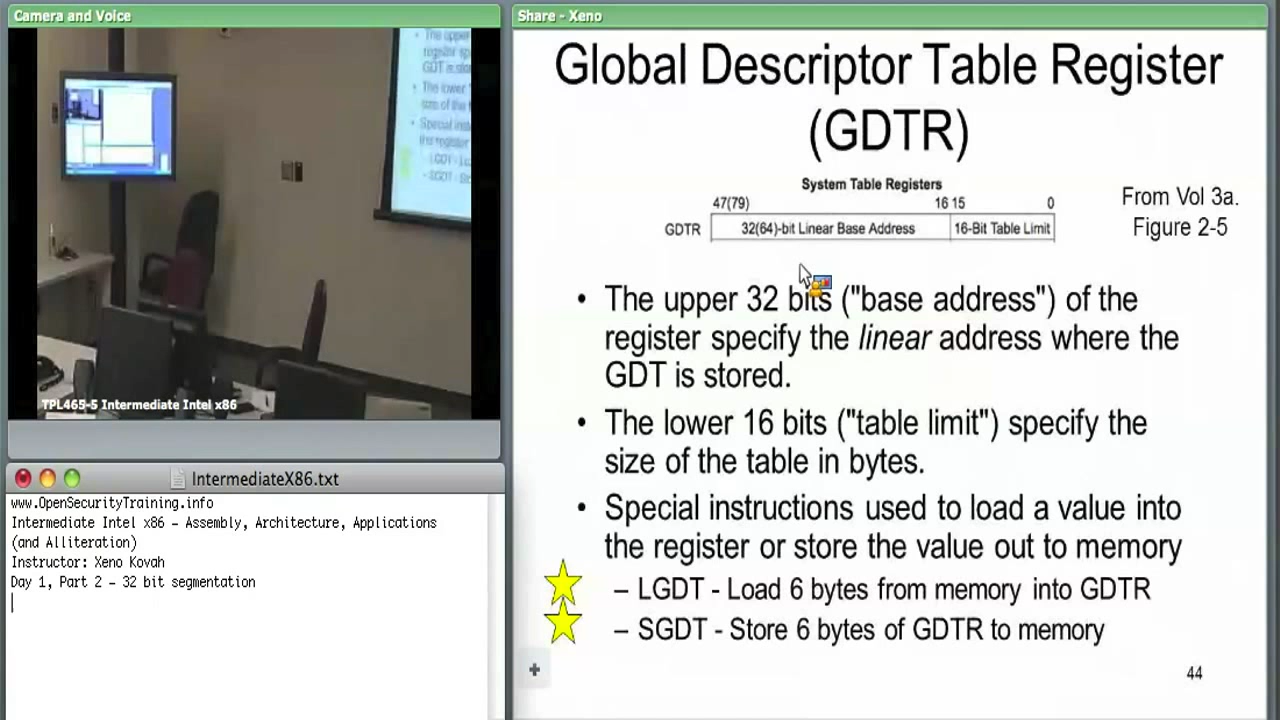 Camera and Voice
TPL465-5 Intermediate Intel x86
IntermediateX86.txt
www.OpenSecurityTraining.info
Intermediate Intel x86 – Assembly, Architecture, Applications
(and Alliteration)
Instructor: Xeno Kovah
Day 1, Part 2 – 32 bit segmentation
Share - Xeno
Global Descriptor Table Register
(GDTR)
System Table Registers
47(79) 16 15 0
GDTR 32(64)-bit Linear Base Address 16-Bit Table Limit
From Vol 3a.
Figure 2-5
• The upper 32 bits ("base address") of the
register specify the linear address where the
GDT is stored.
• The lower 16 bits ("table limit") specify the
size of the table in bytes.
• Special instructions used to load a value into
the register or store the value out to memory
– LGDT - Load 6 bytes from memory into GDTR
– SGDT - Store 6 bytes of GDTR to memory
44